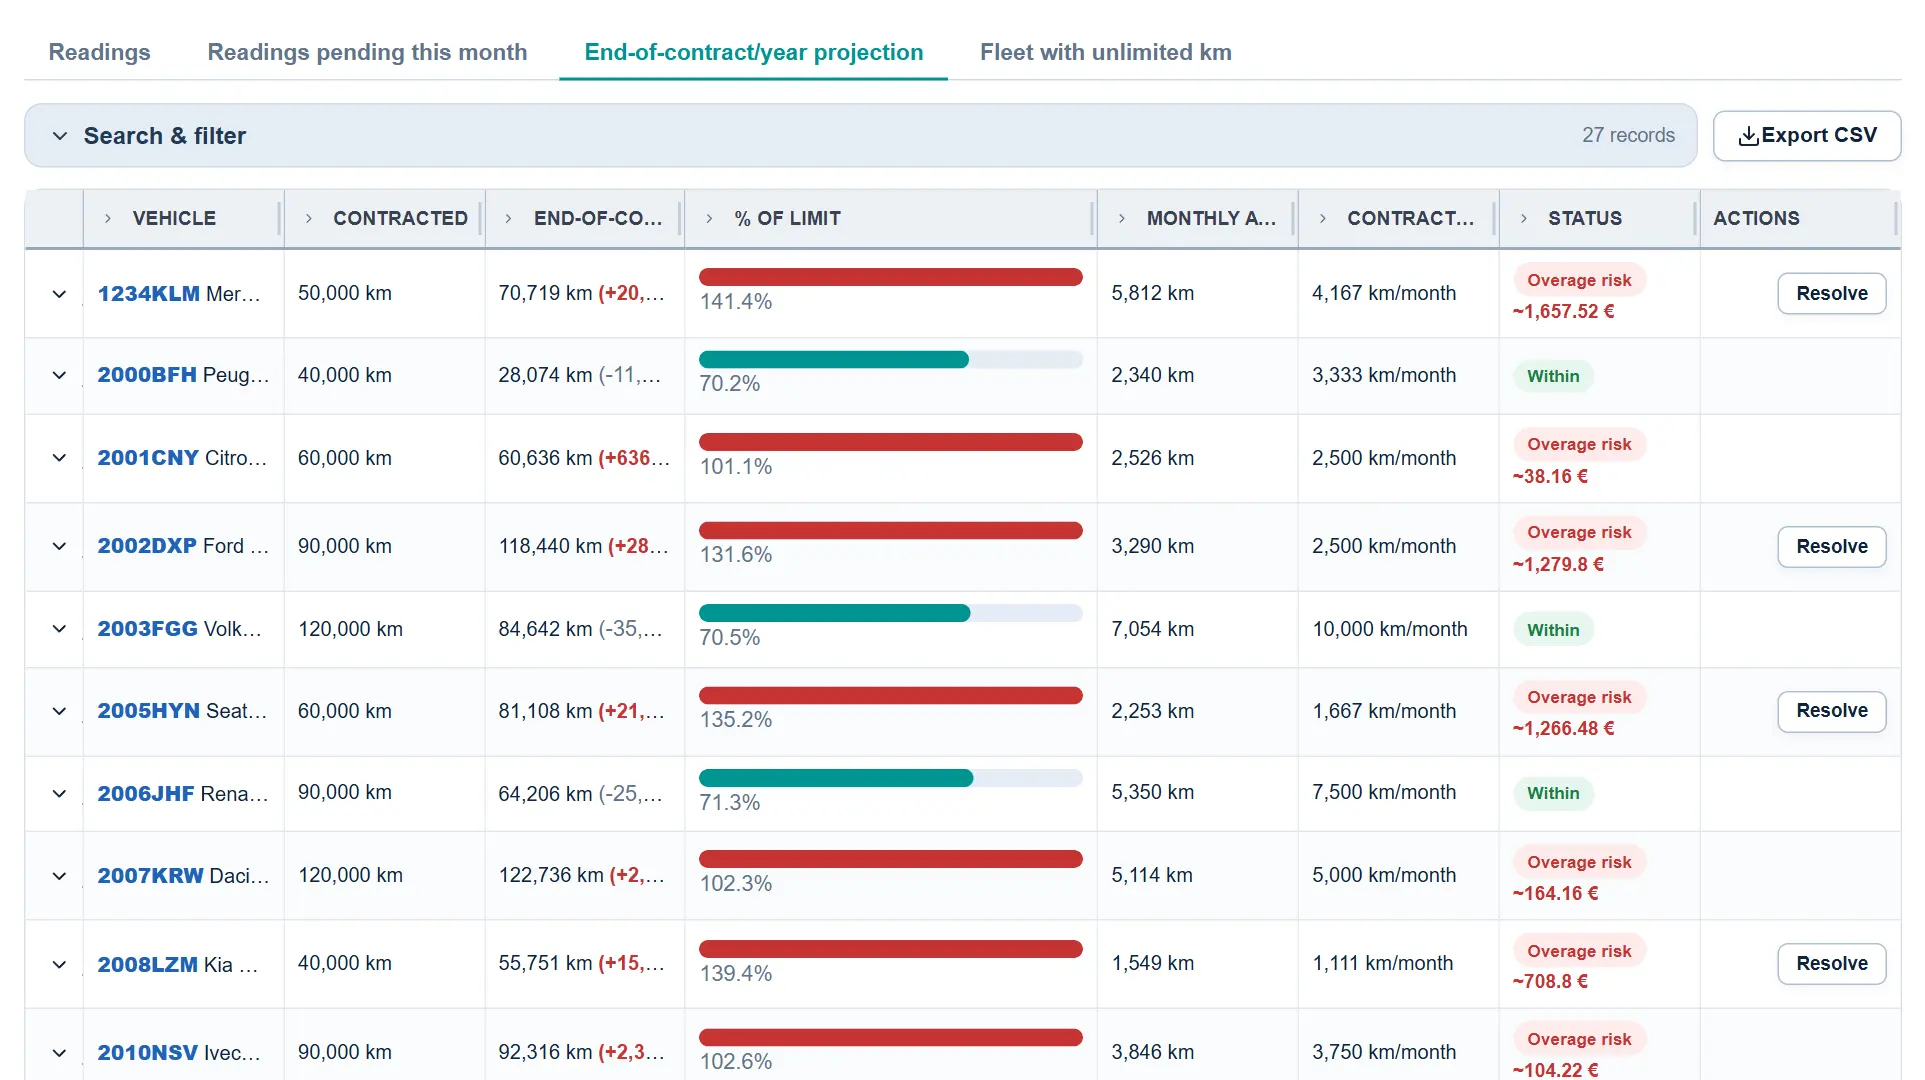 Readings Readings pending this month End-of-contract/year projection Fleet with unlimited km
Search & filter 27 records Export CSV
VEHICLE CONTRACTED END-OF-CO... % OF LIMIT MONTHLY A... CONTRACT... STATUS ACTIONS
1234KLM Mer... 50,000 km 70,719 km (+20,... 141.4% 5,812 km 4,167 km/month Overage risk ~1,657.52 € Resolve
2000BFH Peug... 40,000 km 28,074 km (-11,... 70.2% 2,340 km 3,333 km/month Within
2001CNY Citro... 60,000 km 60,636 km (+636... 101.1% 2,526 km 2,500 km/month Overage risk ~38.16 €
2002DXP Ford ... 90,000 km 118,440 km (+28... 131.6% 3,290 km 2,500 km/month Overage risk ~1,279.8 € Resolve
2003FGG Volk... 120,000 km 84,642 km (-35,... 70.5% 7,054 km 10,000 km/month Within
2005HYN Seat... 60,000 km 81,108 km (+21,... 135.2% 2,253 km 1,667 km/month Overage risk ~1,266.48 € Resolve
2006JHF Rena... 90,000 km 64,206 km (-25,... 71.3% 5,350 km 7,500 km/month Within
2007KRW Daci... 120,000 km 122,736 km (+2,... 102.3% 5,114 km 5,000 km/month Overage risk ~164.16 €
2008LZM Kia ... 40,000 km 55,751 km (+15,... 139.4% 1,549 km 1,111 km/month Overage risk ~708.8 € Resolve
2010NSV Ivec... 90,000 km 92,316 km (+2,3... 102.6% 3,846 km 3,750 km/month Overage risk ~104.22 €